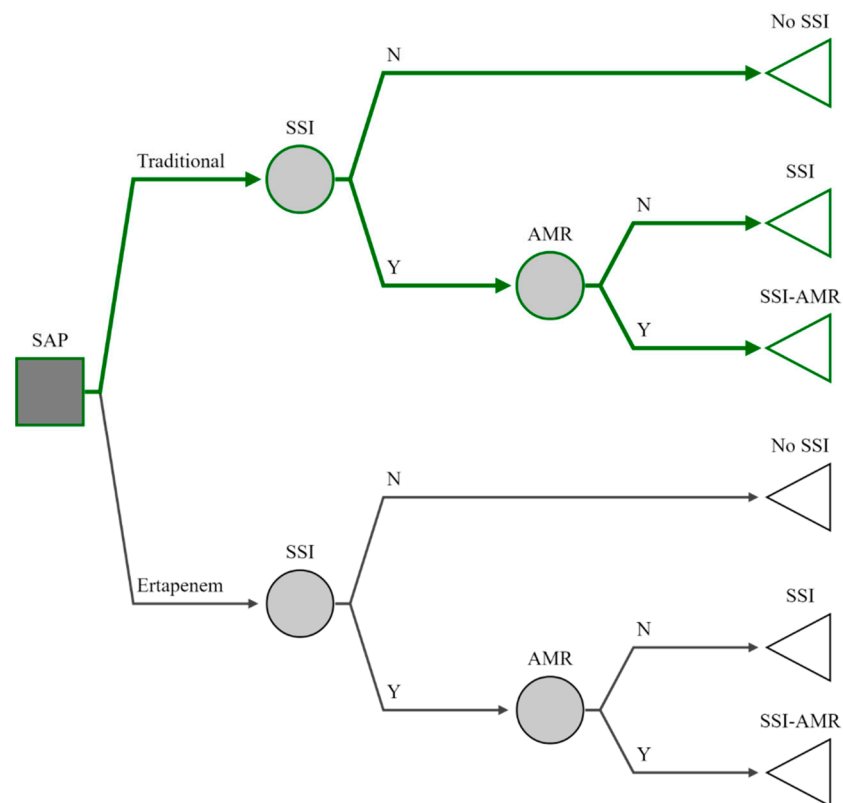 No SSI
N
SSI
Traditional
SSI
N
AMR
Y
SSI-AMR
Y
SAP
No SSI
N
SSI
Ertapenem
SSI
N
AMR
Y
SSI-AMR
Y